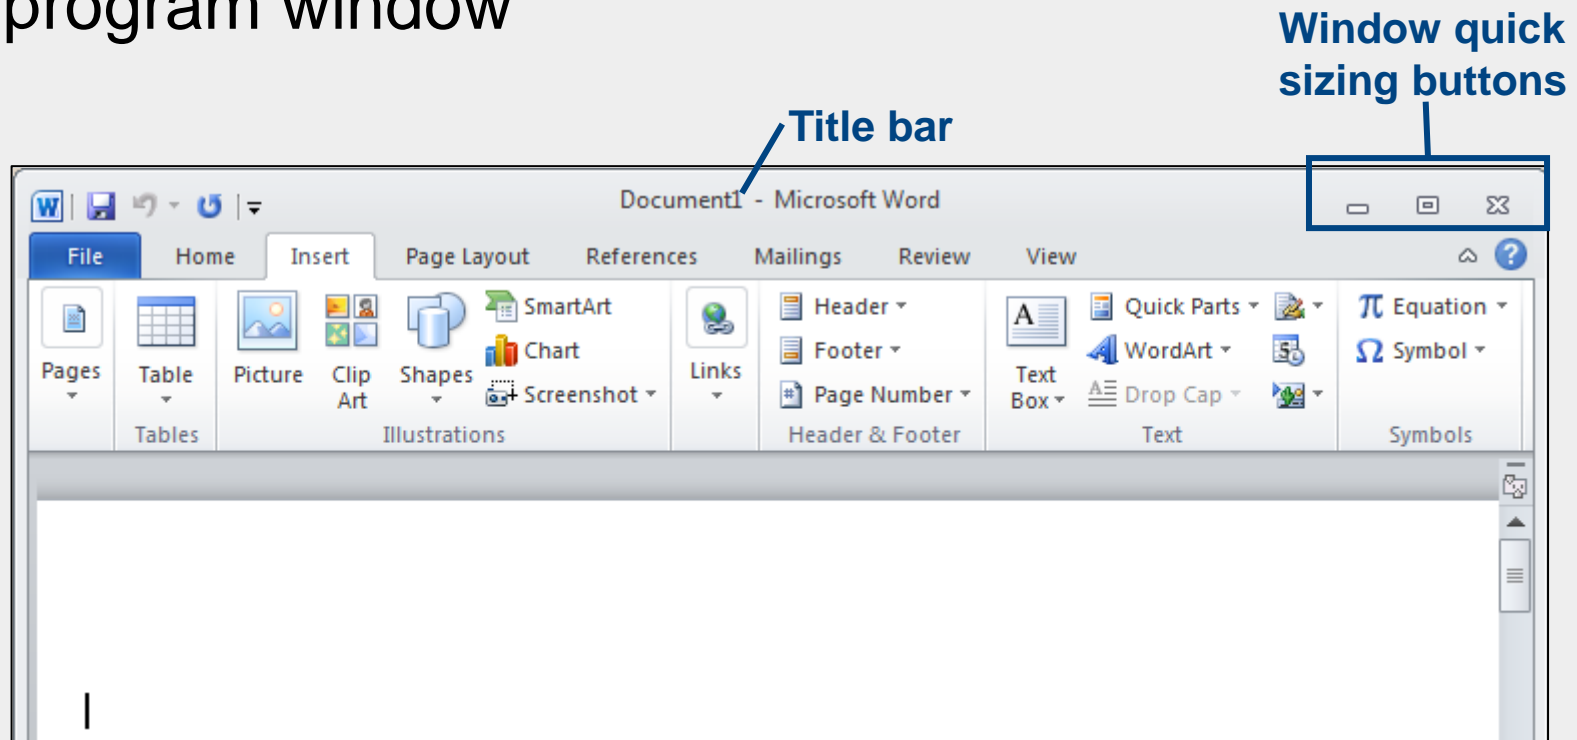 program window
Window quick
sizing buttons
Title bar
W
Document1 - Microsoft Word
File Home Insert Page Layout References Mailings Review View
?
Pages
Table
Tables
Picture
Clip
Art
Shapes
SmartArt
Chart
Screenshot
Illustrations
Links
Header
Footer
# Page Number
Header & Footer
A
Text
Box
Quick Parts
A WordArt
A Drop Cap
5
Text
π Equation
Ω Symbol
Symbols